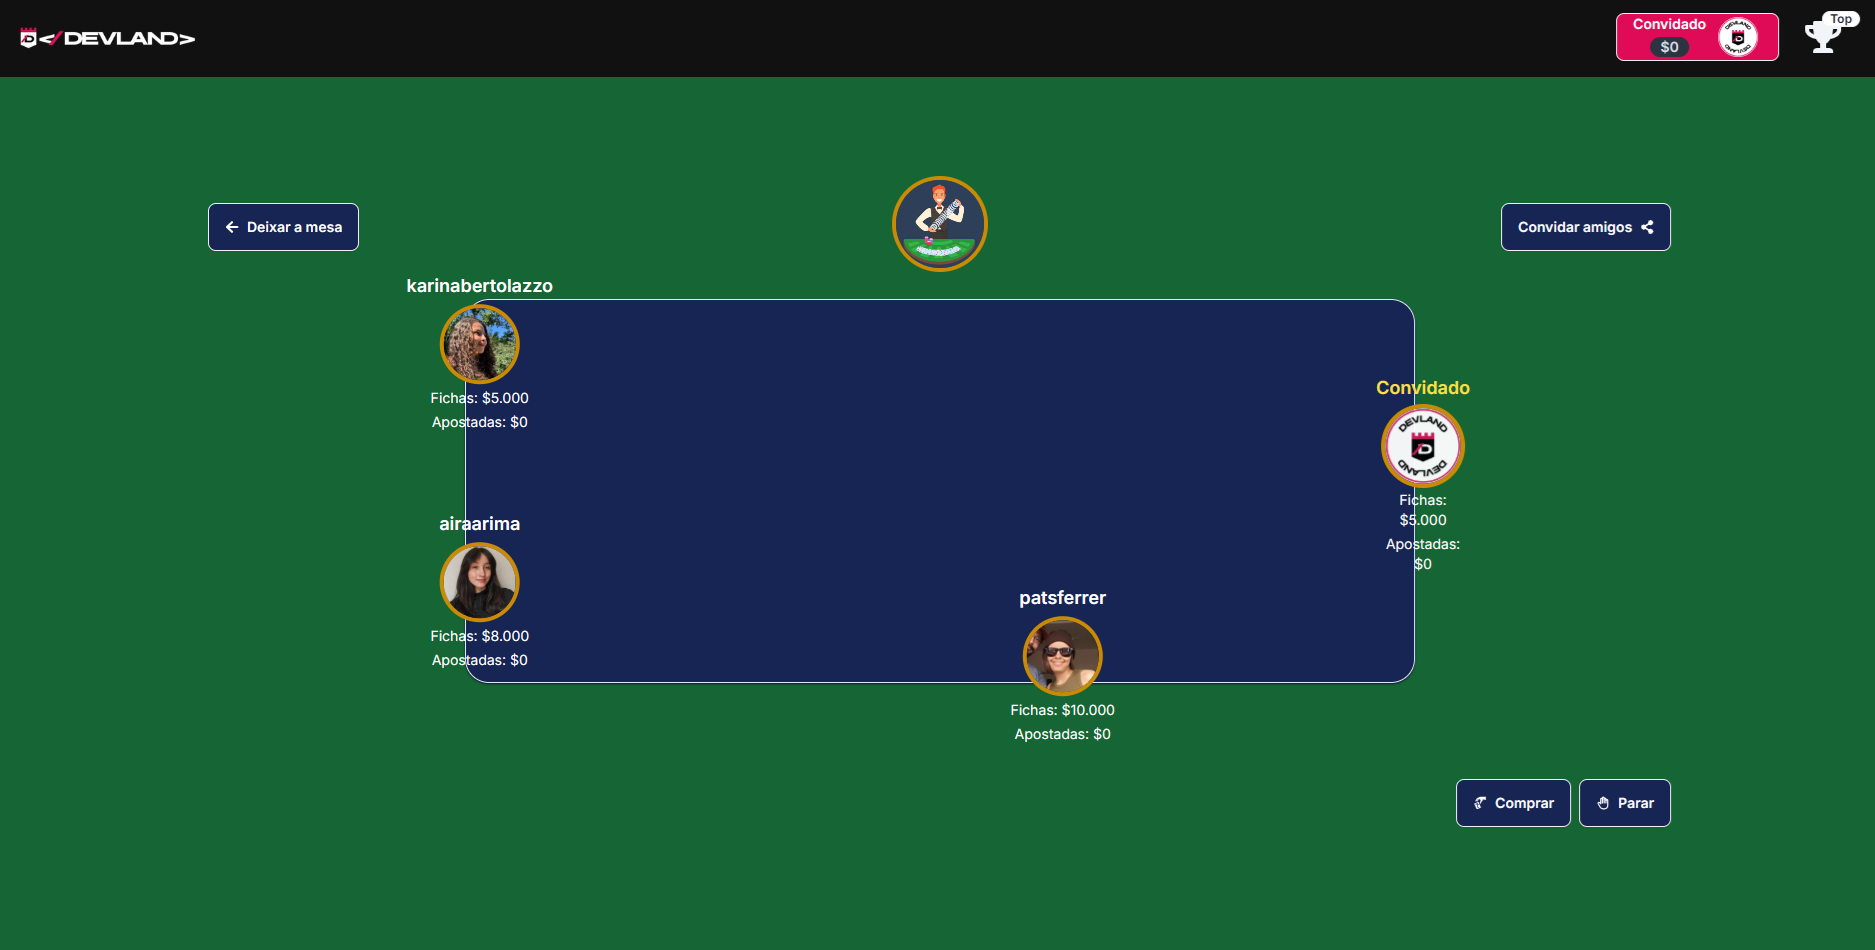 </DEVLAND>
Convidado
$0
Top
Deixar a mesa
Convidar amigos
karinabertolazzo
Fichas: $5.000
Apostadas: $0
Convidado
DEVLAND
DEVLAND
Fichas:
$5.000
Apostadas:
$0
airaarima
Fichas: $8.000
Apostadas: $0
patsferrer
Fichas: $10.000
Apostadas: $0
Comprar
Parar